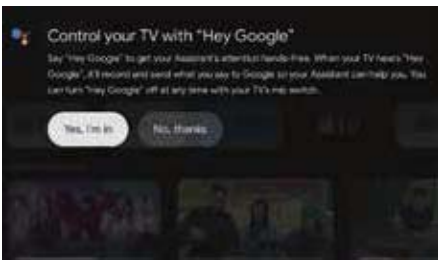 Control your TV with "Hey Google"
Say "Hey Google" to get your Assistant's attention hands-free. When your TV hears "Hey
Google", it'll record and send what you say to Google so your Assistant can help you. You
can turn "Hey Google" off at any time with your TV's mic switch.
Yes, I'm in
No, thanks